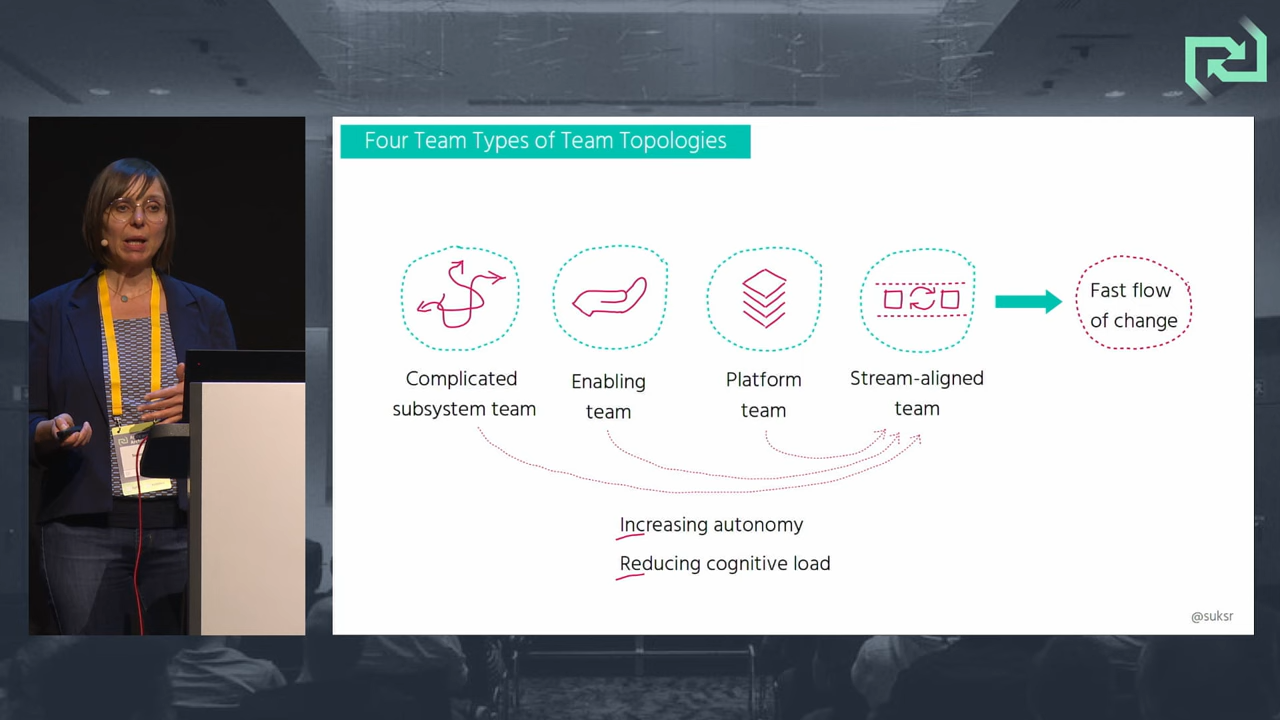 Four Team Types of Team Topologies
Fast flow
of change
Complicated
subsystem team
Enabling
team
Platform
team
Stream-aligned
team
Increasing autonomy
Reducing cognitive load
@suksr